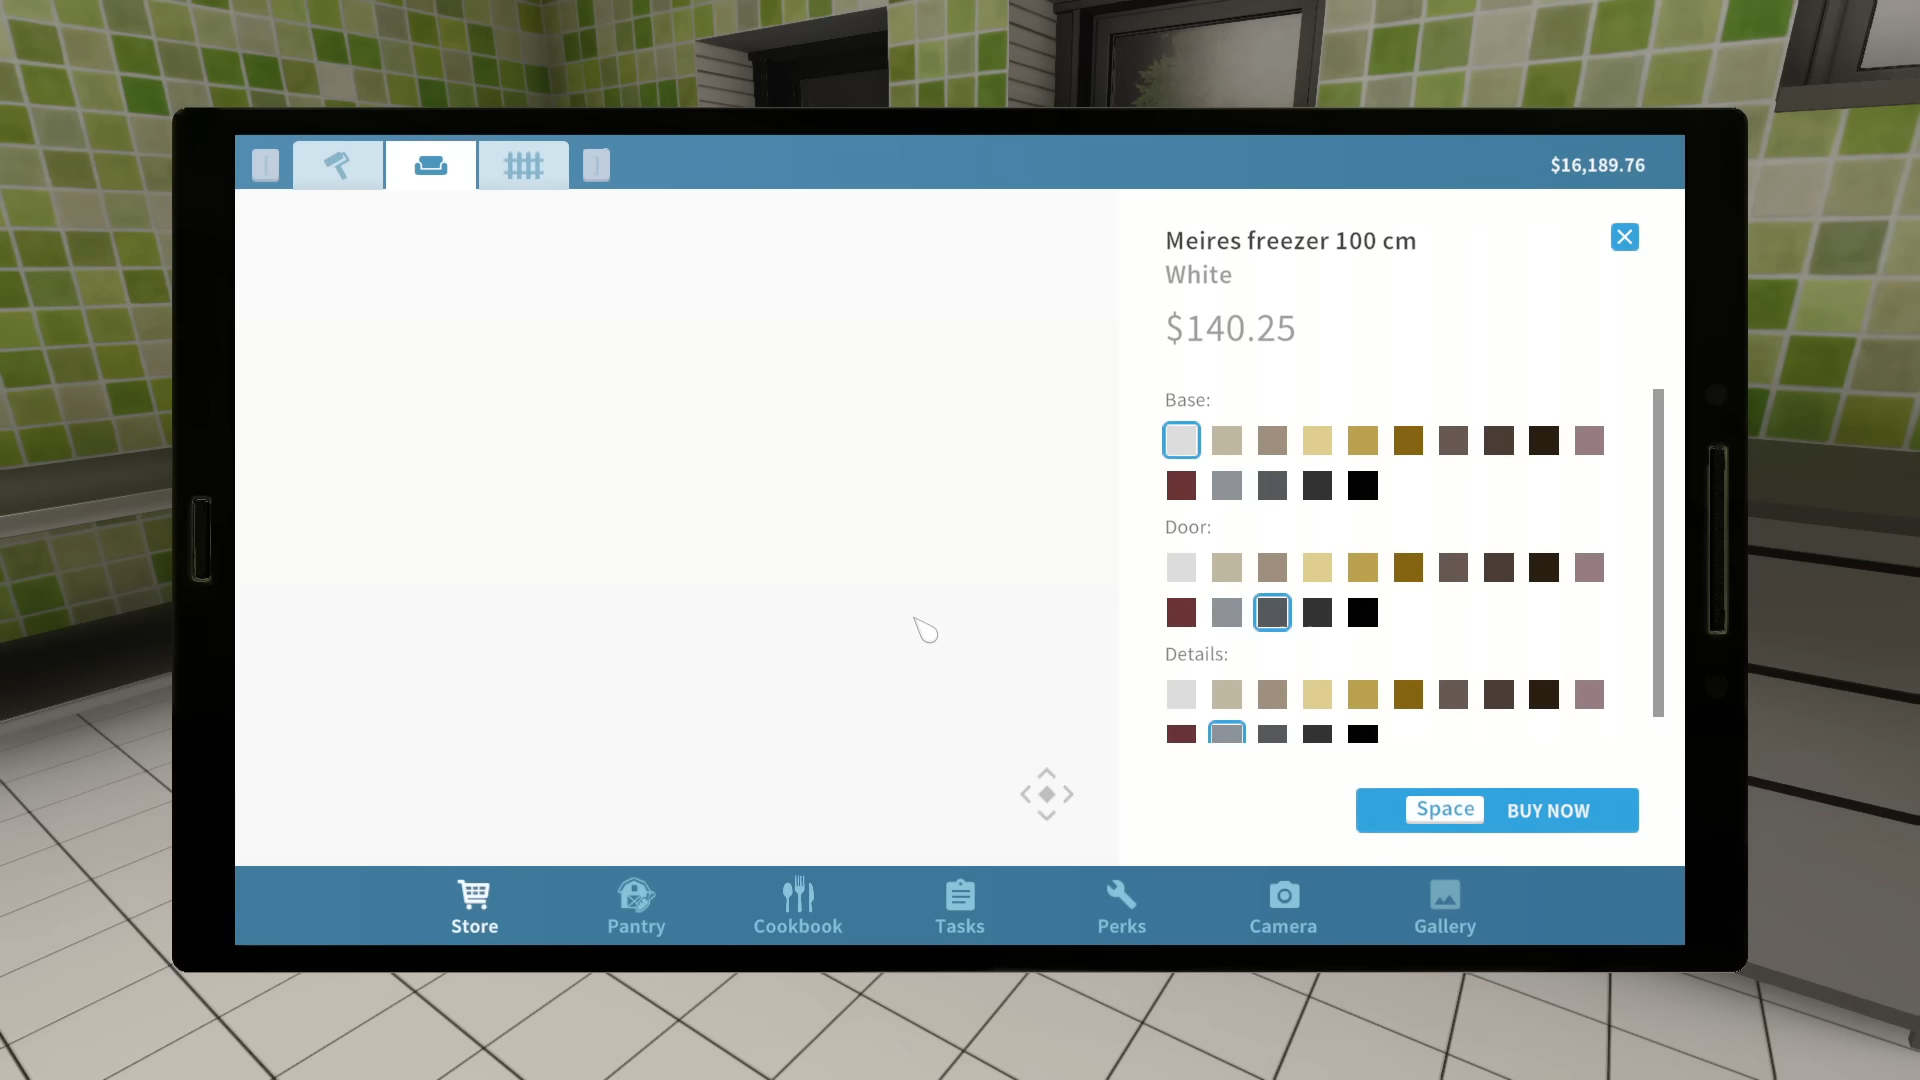 [
]
$16,189.76
Meires freezer 100 cm
White
$140.25
Base:
Door:
Details:
Space BUY NOW
Store Pantry Cookbook Tasks Perks Camera Gallery